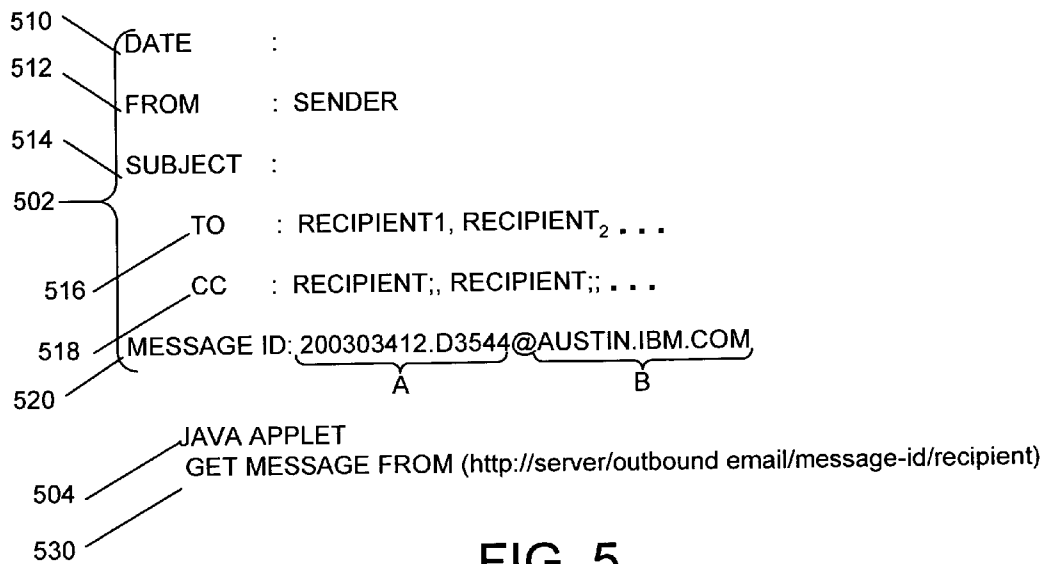 510 DATE :
512 FROM : SENDER
514 SUBJECT :
502
TO : RECIPIENT1, RECIPIENT2 . . .
516 CC : RECIPIENT;, RECIPIENT;; . . .
518 MESSAGE ID: 200303412.D3544@AUSTIN.IBM.COM
A B
520
JAVA APPLET
GET MESSAGE FROM (http://server/outbound email/message-id/recipient)
504
530
FIG. 5